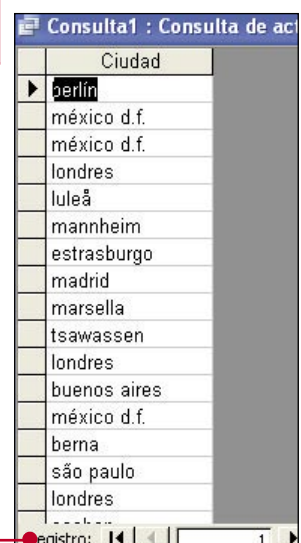 Consulta1 : Consulta de act
Ciudad
berlín
méxico d.f.
méxico d.f.
londres
luleå
mannheim
estrasburgo
madrid
marsella
tsawassen
londres
buenos aires
méxico d.f.
berna
são paulo
londres
egistro: 1